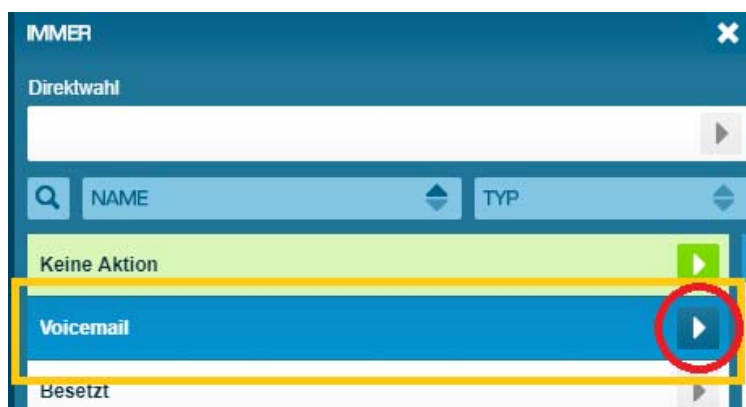 IMMER
Direktwahl
NAME TYP
Keine Aktion
Voicemail
Besetzt